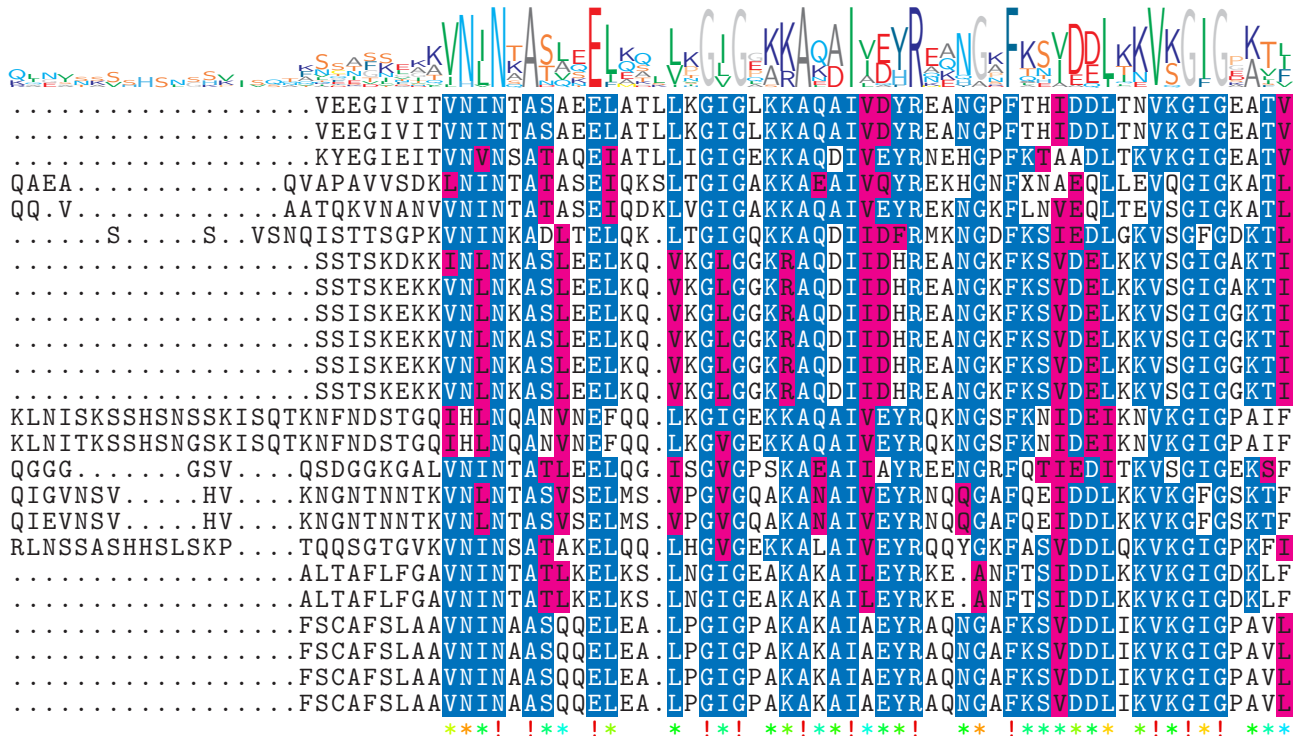 ...................VEEGIVITVNINTASAEELATLLKGIGLKKAQAIVDYREANGPFTHIDDLTNVKGIGEATV
...................VEEGIVITVNINTASAEELATLLKGIGLKKAQAIVDYREANGPFTHIDDLTNVKGIGEATV
...................KYEGIEITVNVNSATAQEIATLLIGIGEKKAQDIVEYRNEHGPFKTAADLTKVKGIGEATV
QAEA.............QVAPAVVSDKLNINTATASEIQKSLTGIGAKKAEAIVQYREKHGNFXNAEQLLEVQGIGKATL
QQ.V.............AATQKVNANVVNINTATASEIQDKLVGIGAKKAQAIVEYREKNGKFLNVEQLTEVSGIGKATL
......S.....S..VSNQISTTSGPKVNINKADLTELQK.LTGIGQKKAQDIIDFRMKNGDFKSIEDLGKVSGFGDKTL
...................SSTSKDKKINLNKASLEELKQ.VKGLGGKRAQDIIDHREANGKFKSVDELKKVSGIGAKTI
...................SSTSKEKKVNLNKASLEELKQ.VKGLGGKRAQDIIDHREANGKFKSVDELKKVSGIGAKTI
...................SSISKEKKVNLNKASLEELKQ.VKGLGGKRAQDIIDHREANGKFKSVDELKKVSGIGGKTI
...................SSISKEKKVNLNKASLEELKQ.VKGLGGKRAQDIIDHREANGKFKSVDELKKVSGIGGKTI
...................SSISKEKKVNLNKASLEELKQ.VKGLGGKRAQDIIDHREANGKFKSVDELKKVSGIGGKTI
...................SSTSKEKKVNLNKASLEELKQ.VKGLGGKRAQDIIDHREANGKFKSVDELKKVSGIGGKTI
KLNISKSSHSNSSKISQTKNFNDSTGQIHLNQANVNEFQQ.LKGIGEKKAQAIVEYRQKNGSFKNIDEIKNVKGIGPAIF
KLNITKSSHSNGSKISQTKNFNDSTGQIHLNQANVNEFQQ.LKGVGEKKAQAIVEYRQKNGSFKNIDEIKNVKGIGPAIF
QGGG.......GSV....QSDGGKGALVNINTATLEELQG.ISGVGPSKAEAIIAYREENGRFQTIEDITKVSGIGEKSF
QIGVNSV.....HV....KNGNTNNTKVNLNTASVSELMS.VPGVGQAKANAIVEYRNQQGAFQEIDDLKKVKGFGSKTF
QIEVNSV.....HV....KNGNTNNTKVNLNTASVSELMS.VPGVGQAKANAIVEYRNQQGAFQEIDDLKKVKGFGSKTF
RLNSSASHHSLSKP....TQQSGTGVKVNINSATAKELQQ.LHGVGEKKALAIVEYRQQYGKFASVDDLQKVKGIGPKFI
..................ALTAFLFGAVNINTATLKELKS.LNGIGEAKAKAILEYRKE.ANFTSIDDLKKVKGIGDKLF
..................ALTAFLFGAVNINTATLKELKS.LNGIGEAKAKAILEYRKE.ANFTSIDDLKKVKGIGDKLF
..................FSCAFSLAAVNINAASQQELEA.LPGIGPAKAKAIAEYRAQNGAFKSVDDLIKVKGIGPAVL
..................FSCAFSLAAVNINAASQQELEA.LPGIGPAKAKAIAEYRAQNGAFKSVDDLIKVKGIGPAVL
..................FSCAFSLAAVNINAASQQELEA.LPGIGPAKAKAIAEYRAQNGAFKSVDDLIKVKGIGPAVL
..................FSCAFSLAAVNINAASQQELEA.LPGIGPAKAKAIAEYRAQNGAFKSVDDLIKVKGIGPAVL
***! !** !* * !*! **!**!***! ** !****** *!*!*! ***